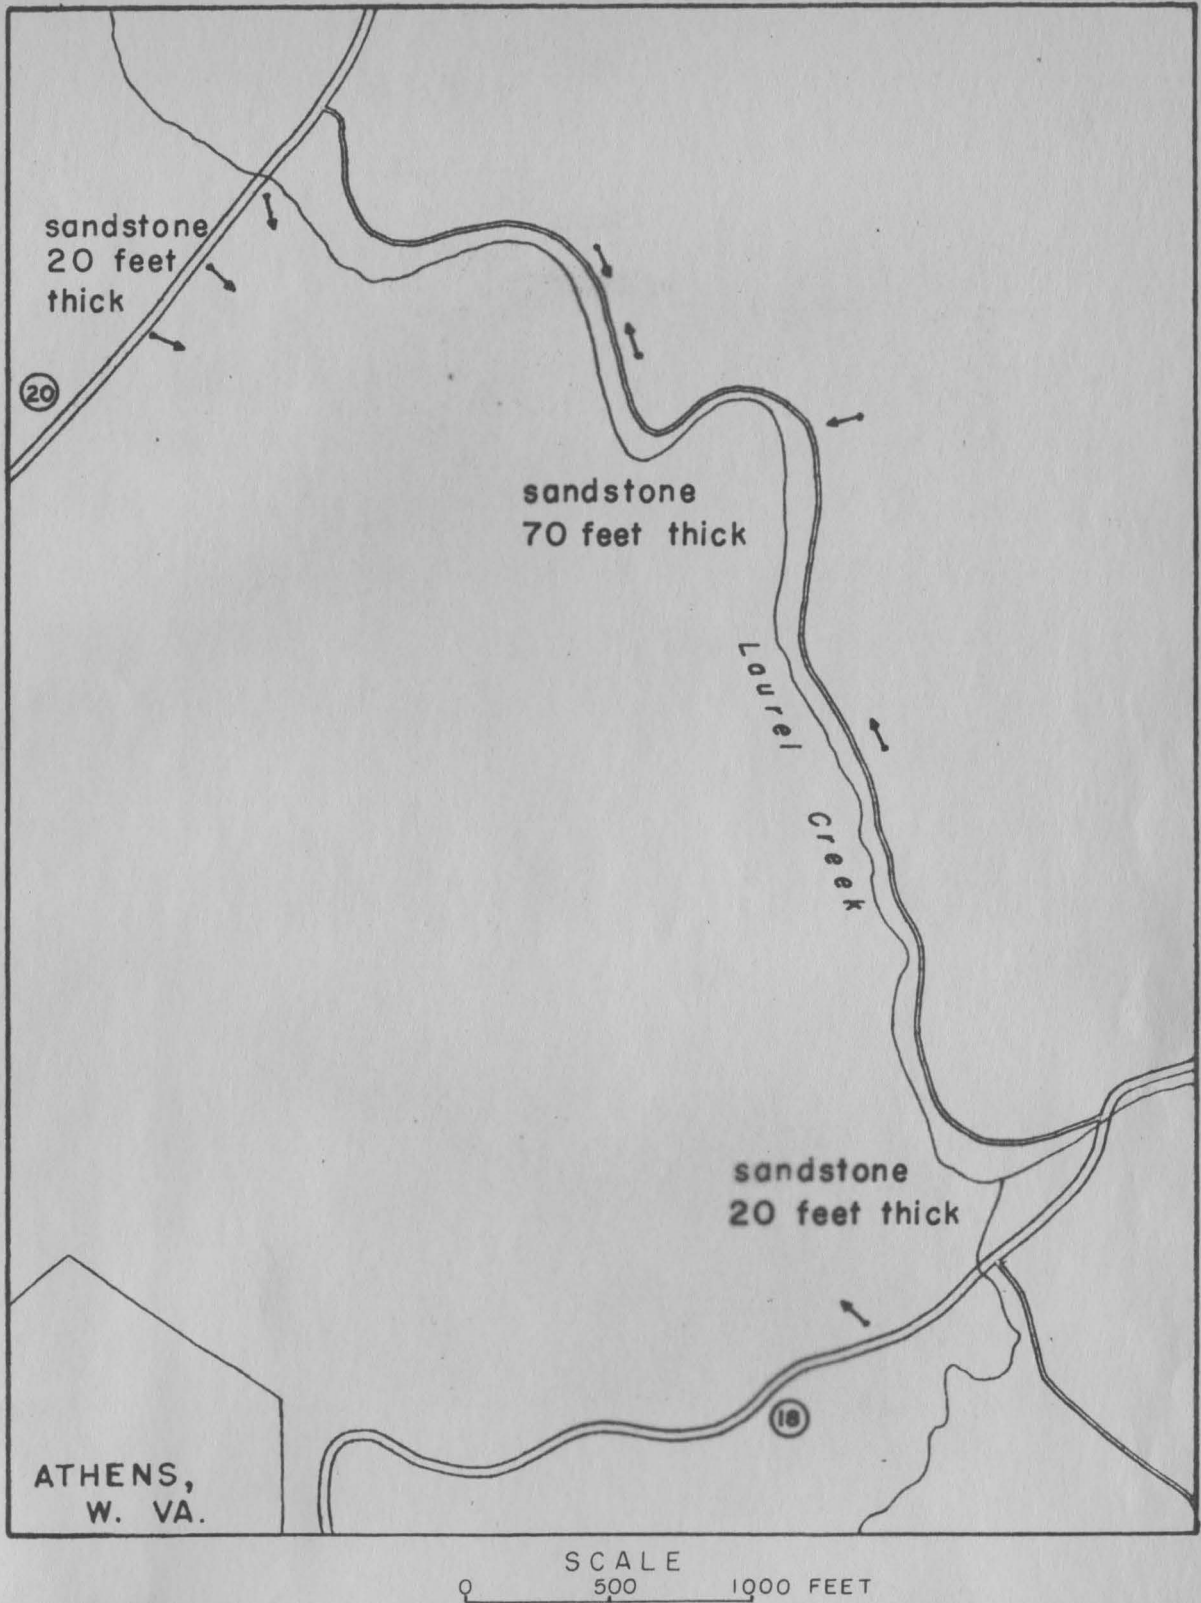 sandstone
20 feet
thick
20
sandstone
70 feet thick
Laurel
Creek
sandstone
20 feet thick
18
ATHENS,
W. VA.
SCALE
0 500 1000 FEET